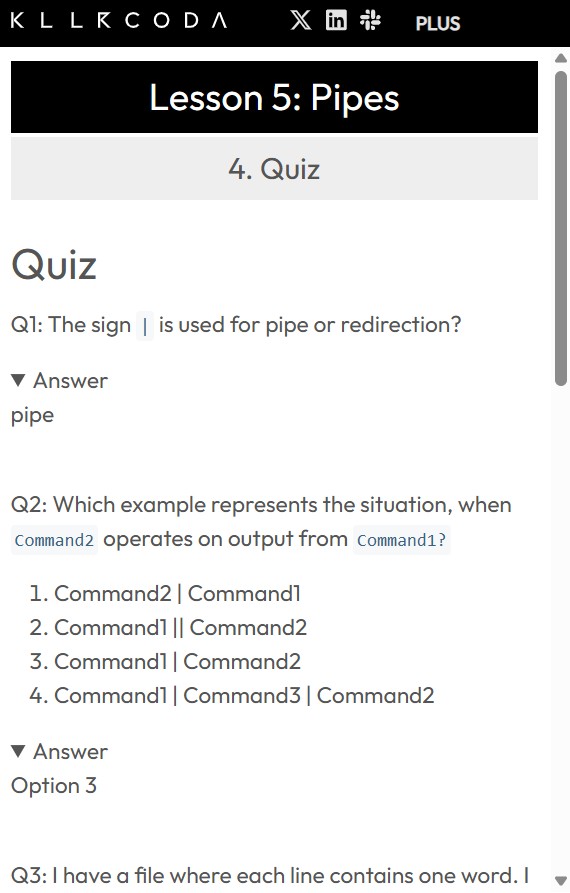 KILLERCODA PLUS
Lesson 5: Pipes
4. Quiz
Quiz
Q1: The sign | is used for pipe or redirection?
▼ Answer
pipe
Q2: Which example represents the situation, when
Command2 operates on output from Command1?
1. Command2 | Command1
2. Command1 || Command2
3. Command1 | Command2
4. Command1 | Command3 | Command2
▼ Answer
Option 3
Q3: I have a file where each line contains one word. I